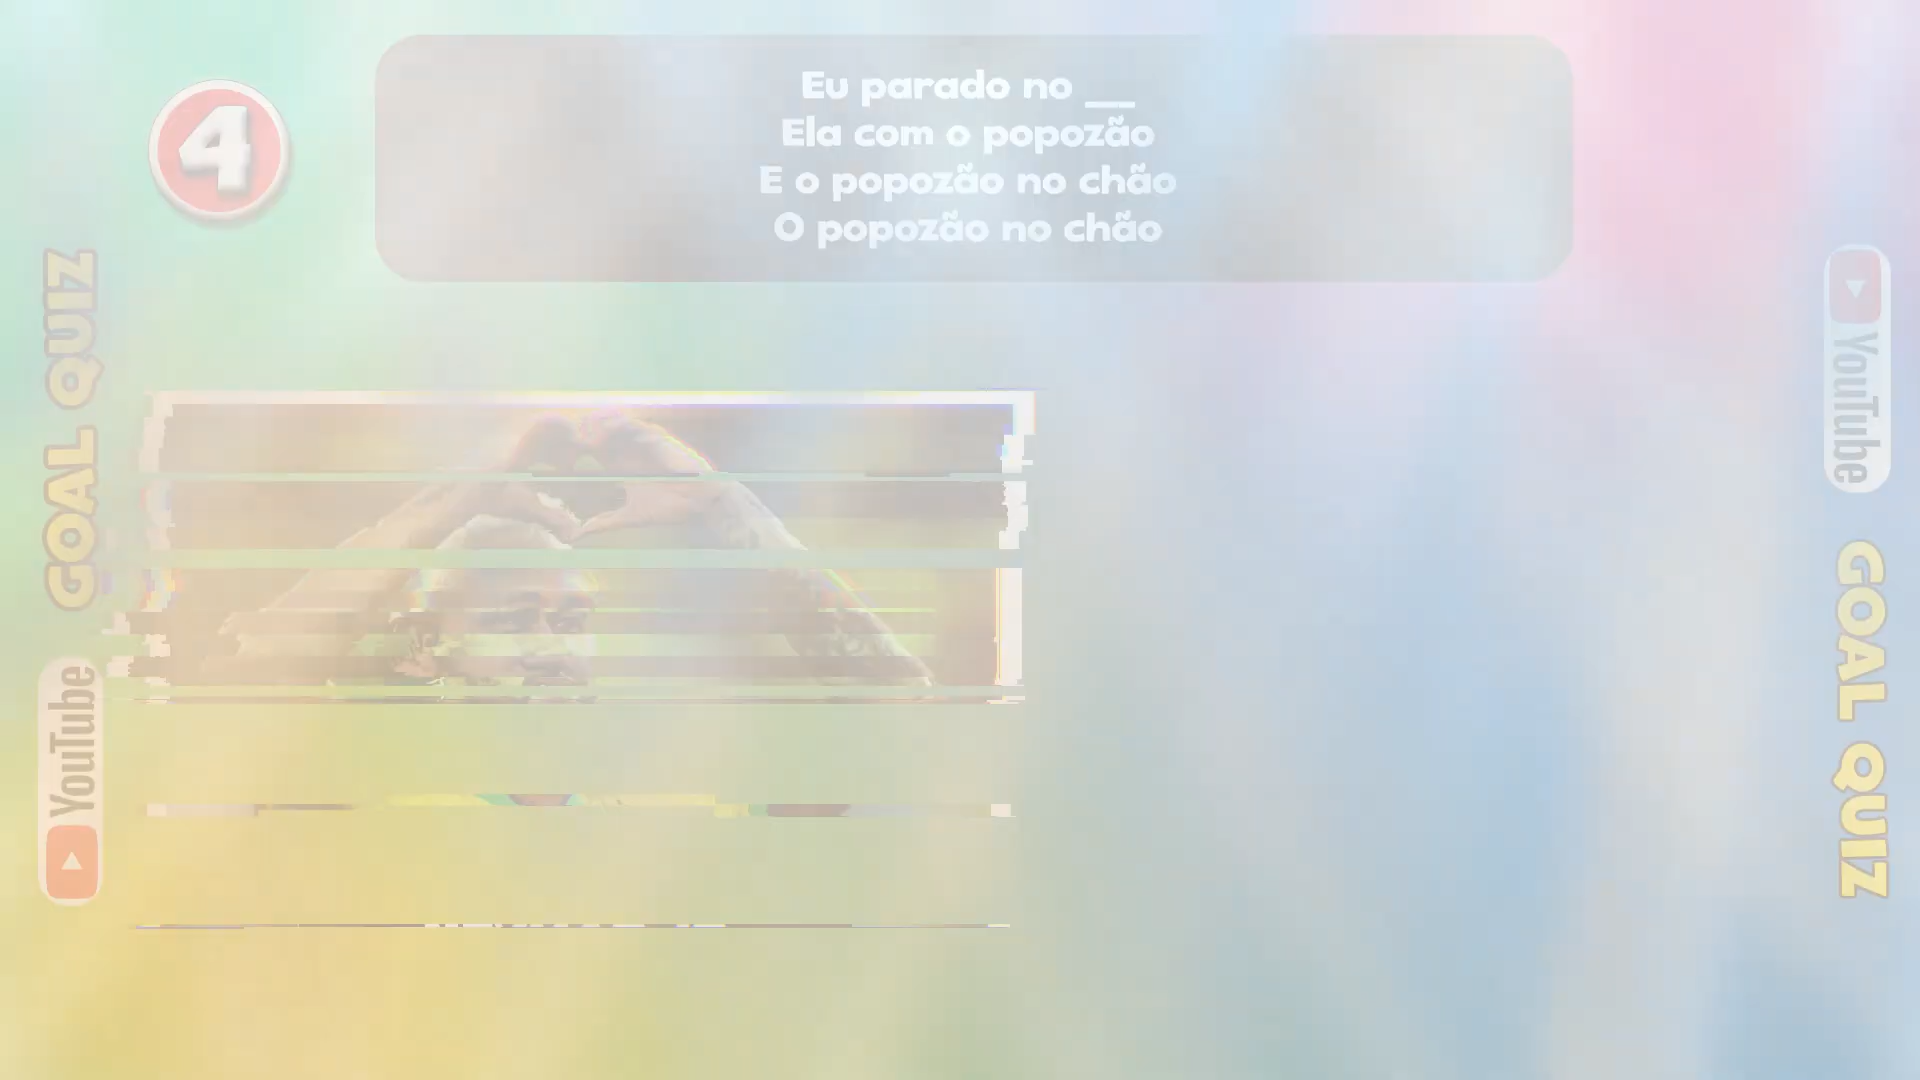 4
Eu parado no __
Ela com o popozão
E o popozão no chão
O popozão no chão
GOAL QUIZ
YouTube
YouTube
GOAL QUIZ